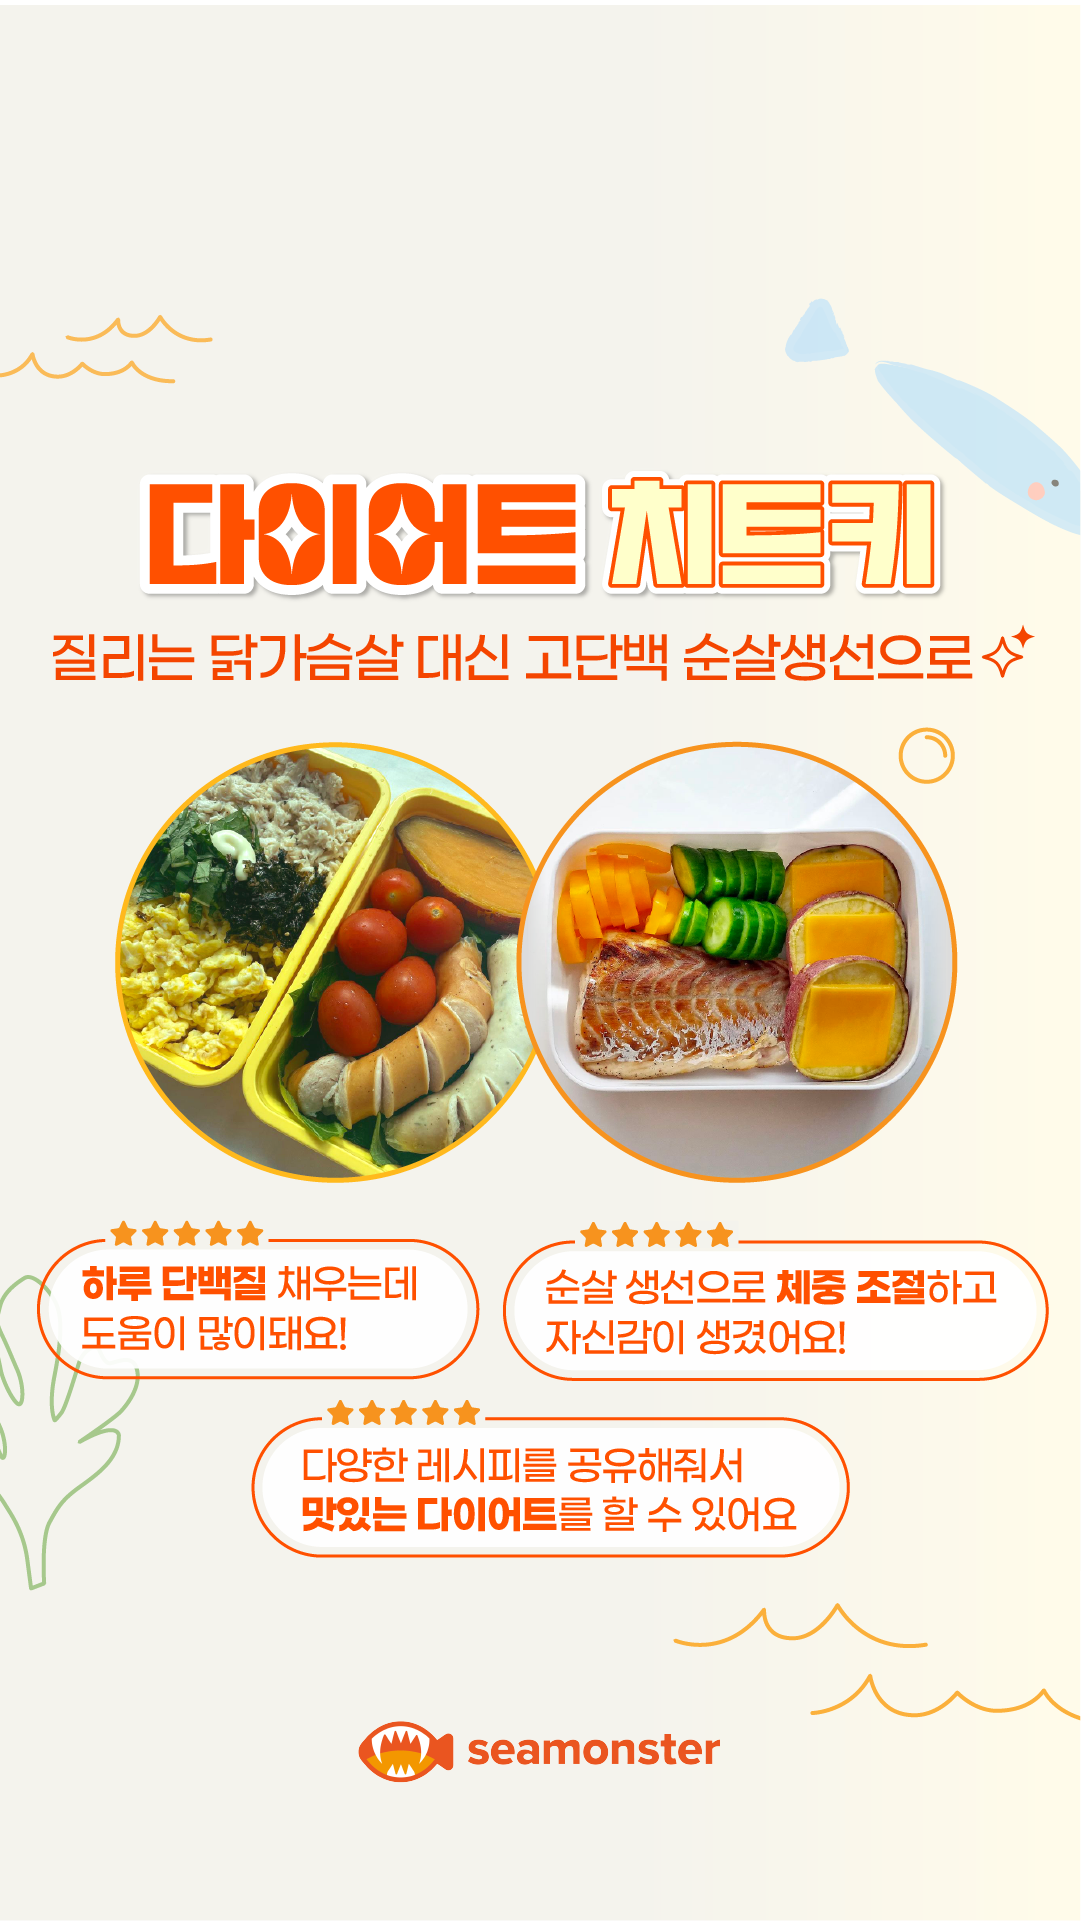 다이어트 치트키
질리는 닭가슴살 대신 고단백 순살생선으로
하루 단백질 채우는데
도움이 많이돼요!
순살 생선으로 체중 조절하고
자신감이 생겼어요!
다양한 레시피를 공유해줘서
맛있는 다이어트를 할 수 있어요
seamonster